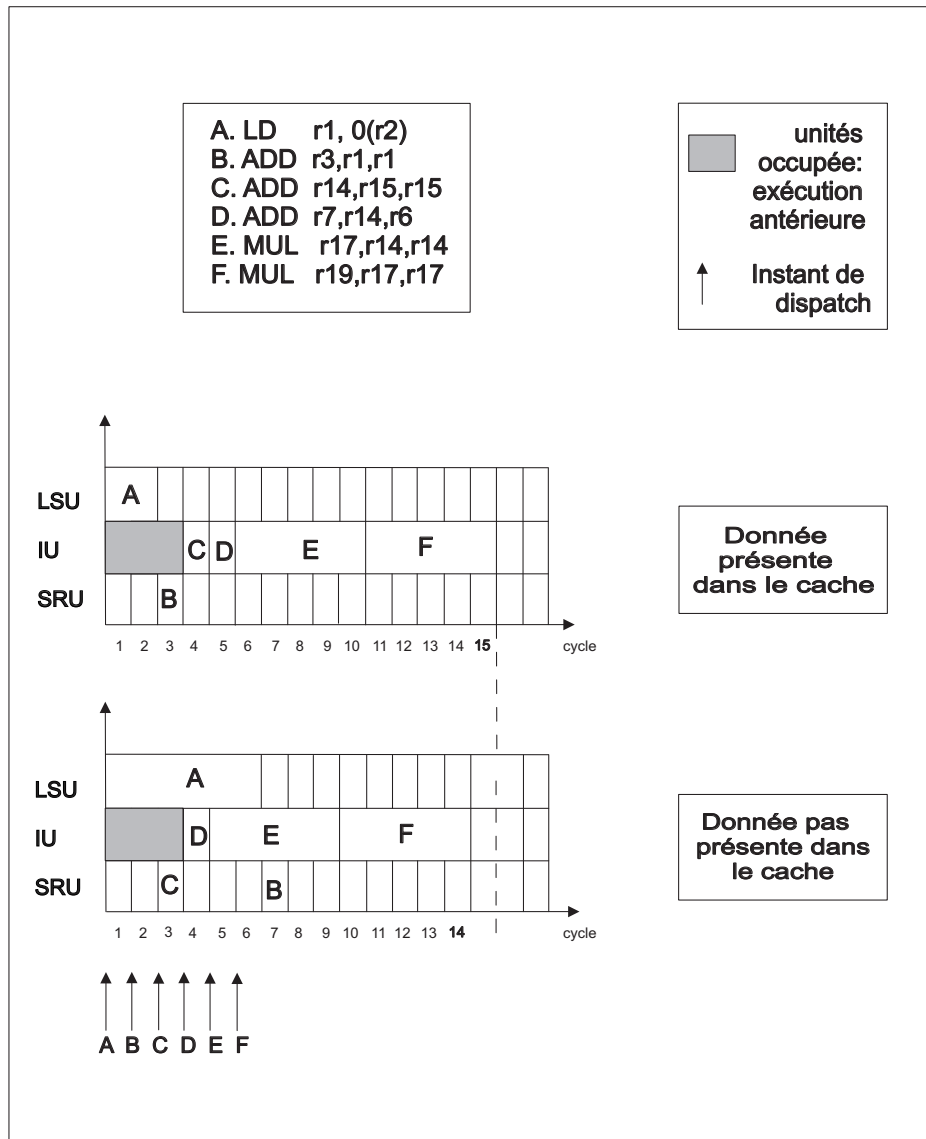 A. LD r1, 0(r2)
B. ADD r3,r1,r1
C. ADD r14,r15,r15
D. ADD r7,r14,r6
E. MUL r17,r14,r14
F. MUL r19,r17,r17
unités
occupée:
exécution
antérieure
Instant de
dispatch
LSU
A
IU
C D E F
SRU
B
1 2 3 4 5 6 7 8 9 10 11 12 13 14 15 cycle
Donnée
présente
dans le cache
LSU
A
IU
D E F
SRU
C B
1 2 3 4 5 6 7 8 9 10 11 12 13 14 cycle
Donnée pas
présente dans
le cache
A B C D E F